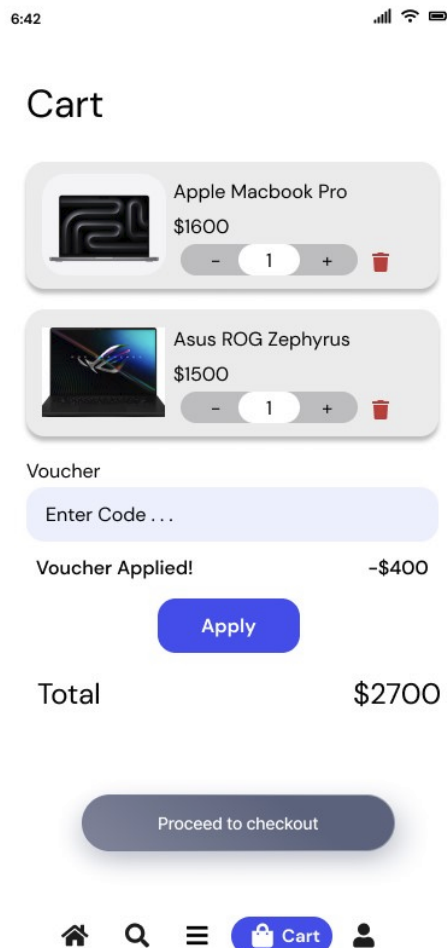 6:42
Cart
Apple Macbook Pro
$1600
- 1 +
Asus ROG Zephyrus
$1500
- 1 +
Voucher
Enter Code . . .
Voucher Applied! -$400
Apply
Total $2700
Proceed to checkout
Cart